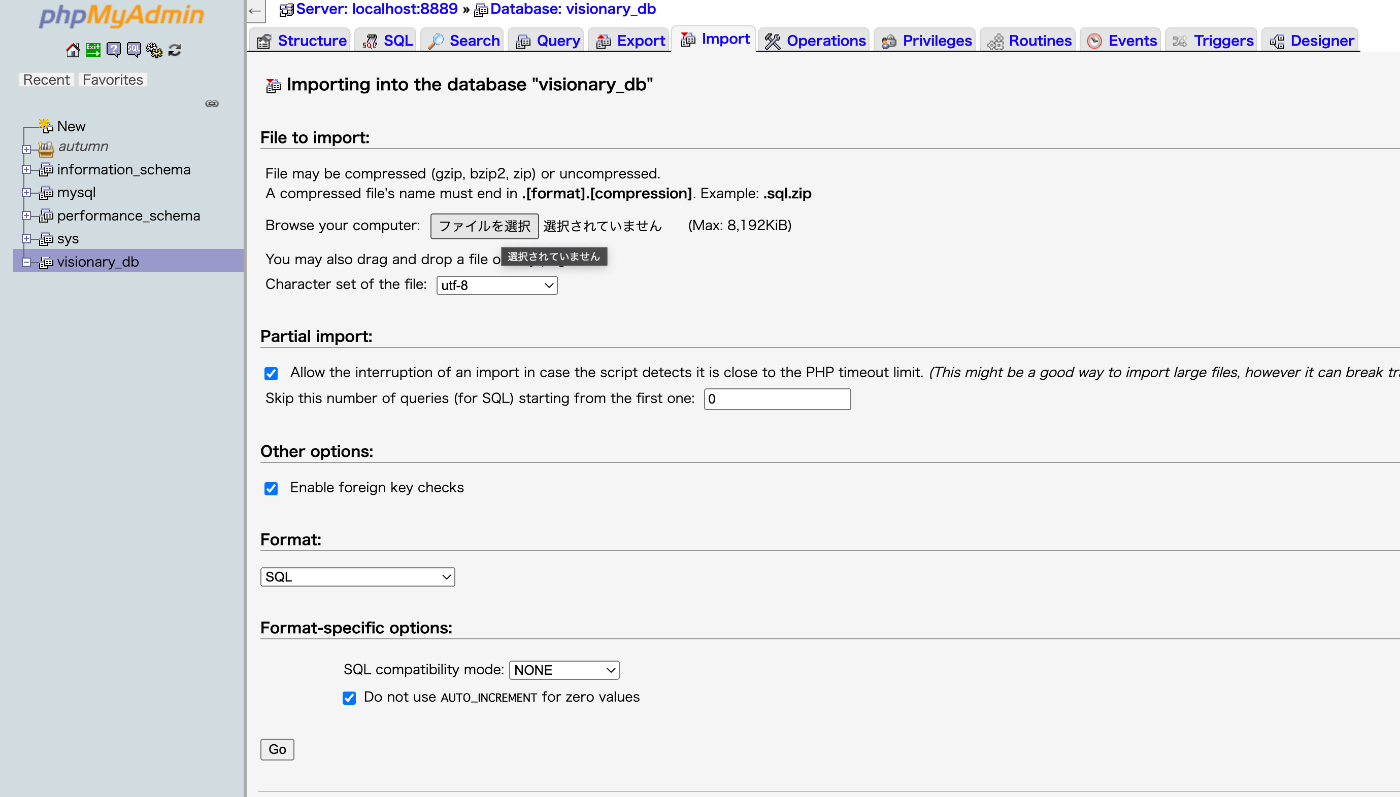 phpMyAdmin
Recent Favorites
New
autumn
information_schema
mysql
performance_schema
sys
visionary_db
Server: localhost:8889 » Database: visionary_db
Structure SQL Search Query Export Import Operations Privileges Routines Events Triggers Designer
Importing into the database "visionary_db"
File to import:
File may be compressed (gzip, bzip2, zip) or uncompressed.
A compressed file's name must end in .[format].[compression]. Example: .sql.zip
Browse your computer: ファイルを選択 選択されていません (Max: 8,192KiB)
選択されていません
You may also drag and drop a file
Character set of the file: utf-8
Partial import:
Allow the interruption of an import in case the script detects it is close to the PHP timeout limit. (This might be a good way to import large files, however it can break
Skip this number of queries (for SQL) starting from the first one: 0
Other options:
Enable foreign key checks
Format:
SQL
Format-specific options:
SQL compatibility mode: NONE
Do not use AUTO_INCREMENT for zero values
Go